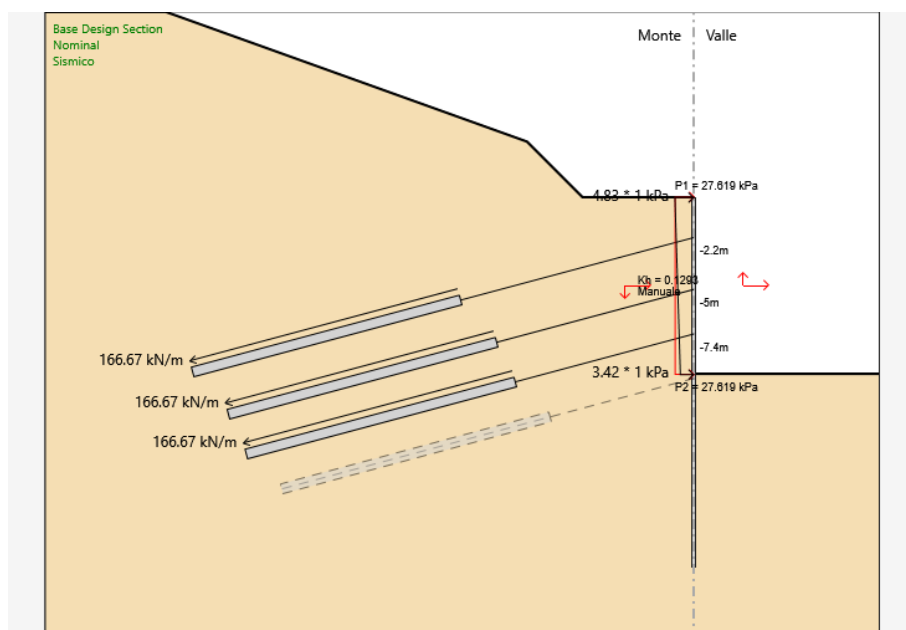 Base Design Section
Nominal
Sismico
Monte
Valle
P1 = 27.619 kPa
4.83 * 1 kPa
-2.2m
Kh = 0.1293
Manuale
-5m
-7.4m
166.67 kN/m
3.42 * 1 kPa
P2 = 27.619 kPa
166.67 kN/m
166.67 kN/m